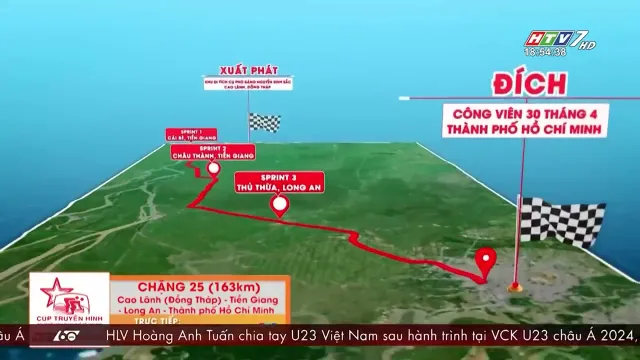 HTV7 HD
18:54:38
XUẤT PHÁT
KHU DI TÍCH CỤ PHÓ BẢNG NGUYỄN SINH SẮC
CAO LÃNH, ĐỒNG THÁP
ĐÍCH
CÔNG VIÊN 30 THÁNG 4
THÀNH PHỐ HỒ CHÍ MINH
SPRINT 1
CÁI BÈ, TIỀN GIANG
SPRINT 2
CHÂU THÀNH, TIỀN GIANG
SPRINT 3
THỦ THỪA, LONG AN
CHẶNG 25 (163km)
Cao Lãnh (Đồng Tháp) - Tiền Giang
- Long An - Thành phố Hồ Chí Minh
TRỰC TIẾP:
CÚP TRUYỀN HÌNH
âu Á
HLV Hoàng Anh Tuấn chia tay U23 Việt Nam sau hành trình tại VCK U23 châu Á 2024,